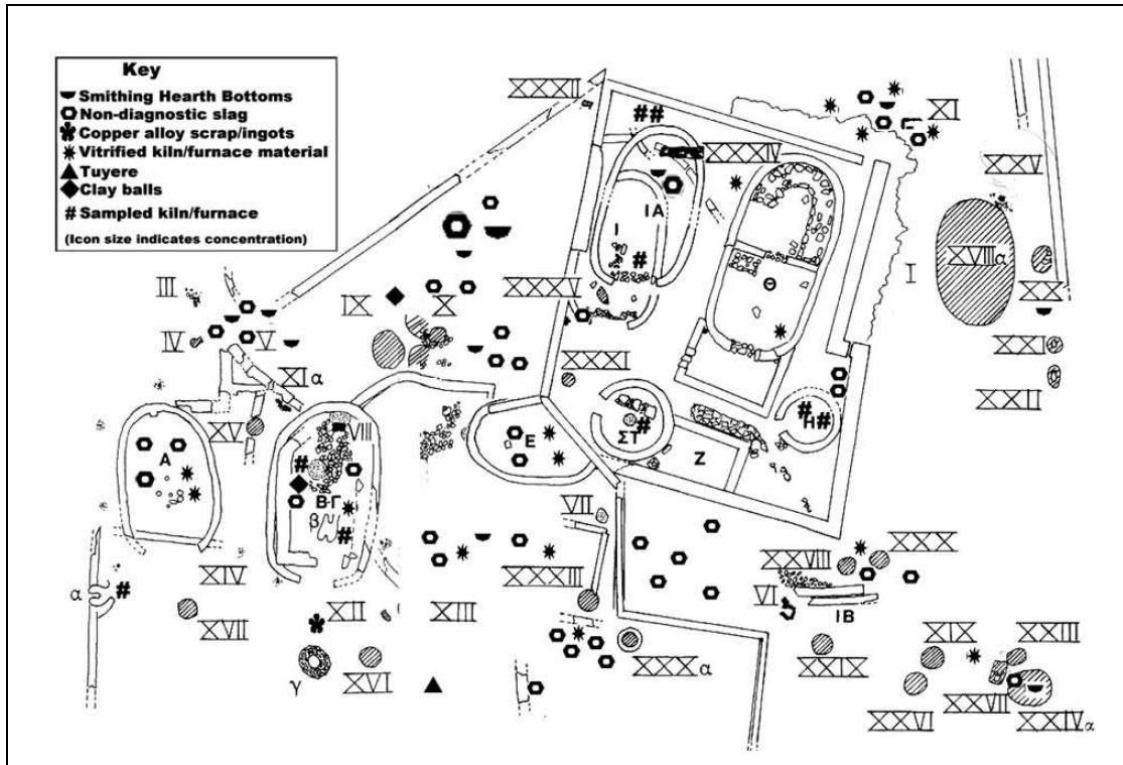 Key
Smithing Hearth Bottoms
Non-diagnostic slag
Copper alloy scrap/ingots
Vitrified kiln/furnace material
Tuyere
Clay balls
# Sampled kiln/furnace
(Icon size indicates concentration)
XXXII
##
XI
XXXIV
XXV
I
IA
#
XVIIIα
I
III
IX
X
XXXV
Θ
XX
IV
V
XXXI
XXI
XIα
XXII
XV
VIII
#
H#
ΣΤ
#
E
Z
A
#
Β-Γ
β
#
VII
XXVIII
XXX
XIV
XXXIII
α
#
VI
XII
XIII
IB
XVII
XIX
XXIII
XXXα
XXIX
γ
XVI
XXVII
XXVI
XXIVα